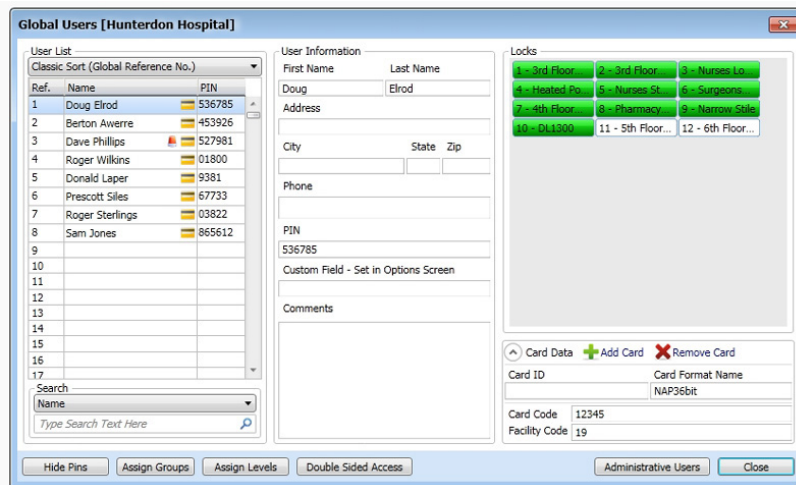 Global Users [Hunterdon Hospital]
User List
Classic Sort (Global Reference No.)
Ref. Name PIN
1 Doug Elrod 536785
2 Berton Awerre 453926
3 Dave Phillips 527981
4 Roger Wilkins 01800
5 Donald Laper 9381
6 Prescott Siles 67733
7 Roger Sterlings 03822
8 Sam Jones 865612
9
10
11
12
13
14
15
16
17
Search
Name
Type Search Text Here
User Information
First Name Last Name
Doug Elrod
Address
City State Zip
Phone
PIN
536785
Custom Field - Set in Options Screen
Comments
Locks
1 - 3rd Floor... 2 - 3rd Floor... 3 - Nurses Lo...
4 - Heated Po... 5 - Nurses St... 6 - Surgeons...
7 - 4th Floor... 8 - Pharmacy... 9 - Narrow Stile
10 - DL1300 11 - 5th Floor... 12 - 6th Floor...
Card Data Add Card Remove Card
Card ID Card Format Name
NAP36bit
Card Code 12345
Facility Code 19
Hide Pins Assign Groups Assign Levels Double Sided Access Administrative Users Close